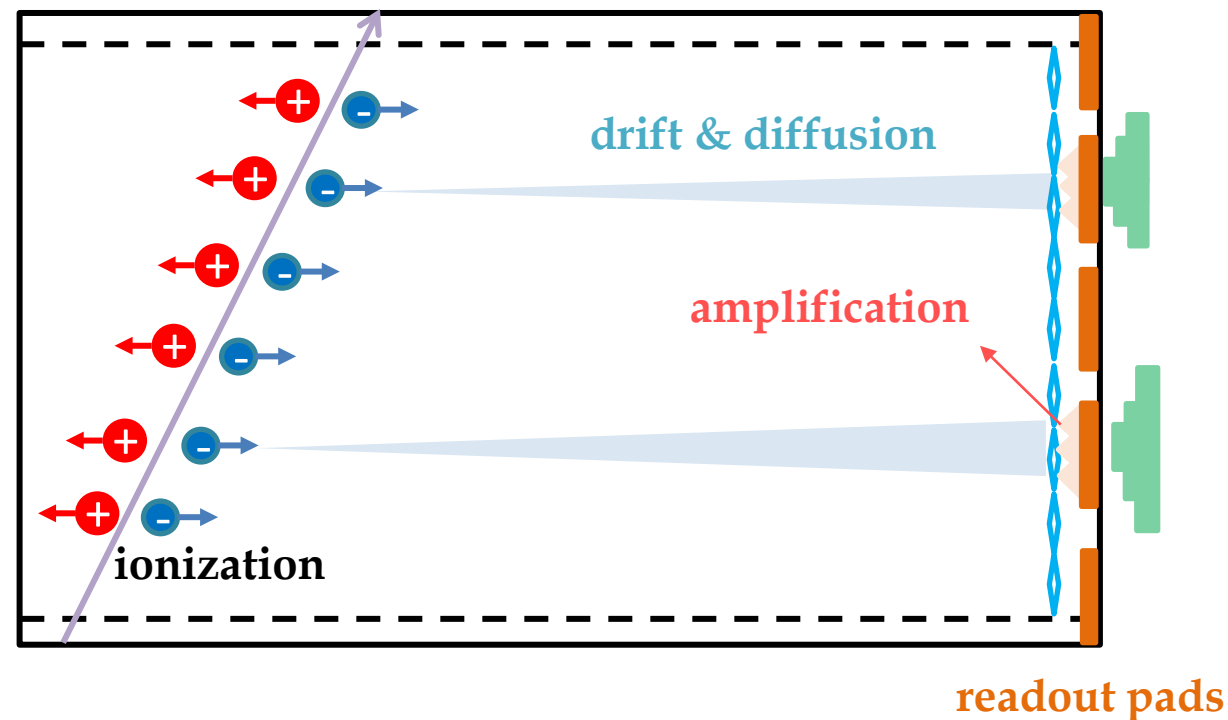 + -
drift & diffusion
+ -
+ -
amplification
+ -
+ -
+ -
ionization
readout pads